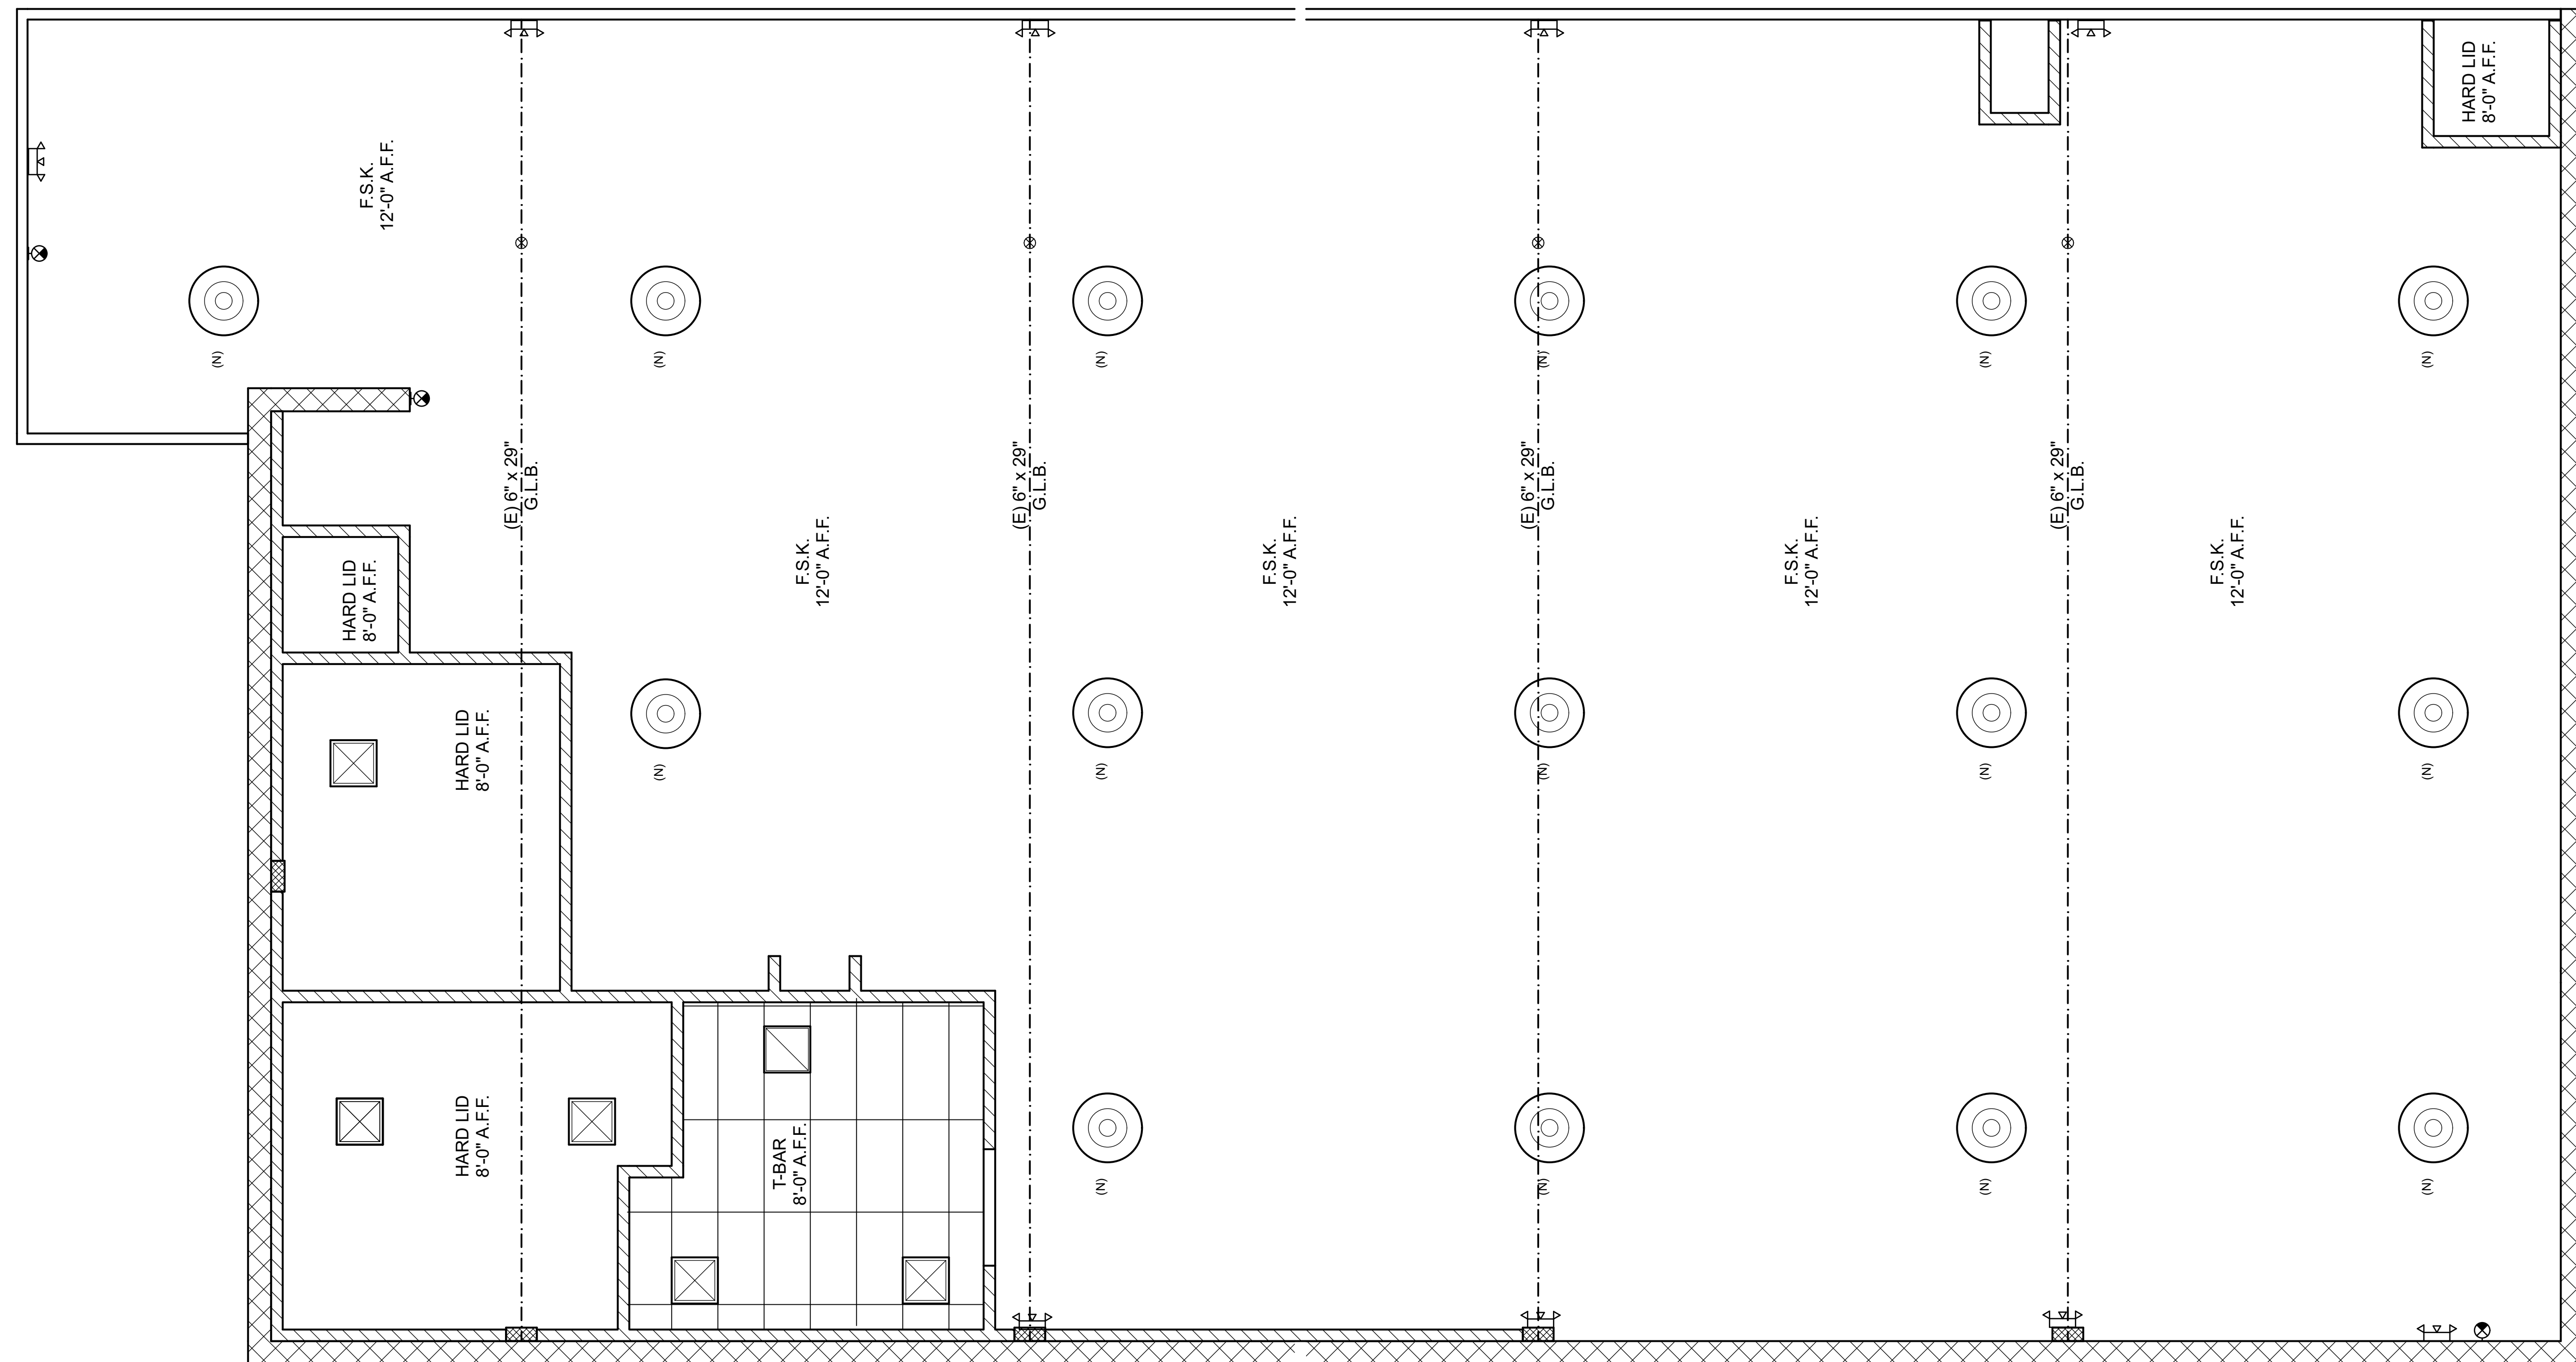 HARD LID
8'-0" A.F.F.
F.S.K.
12'-0" A.F.F.
(N)
(N)
(N)
(N)
(N)
(N)
(E) 6" x 29"
G.L.B.
(E) 6" x 29"
G.L.B.
(E) 6" x 29"
G.L.B.
(E) 6" x 29"
G.L.B.
F.S.K.
12'-0" A.F.F.
F.S.K.
12'-0" A.F.F.
F.S.K.
12'-0" A.F.F.
F.S.K.
12'-0" A.F.F.
HARD LID
8'-0" A.F.F.
HARD LID
8'-0" A.F.F.
(N)
(N)
(N)
(N)
(N)
HARD LID
8'-0" A.F.F.
T-BAR
8'-0" A.F.F.
(N)
(N)
(N)
(N)